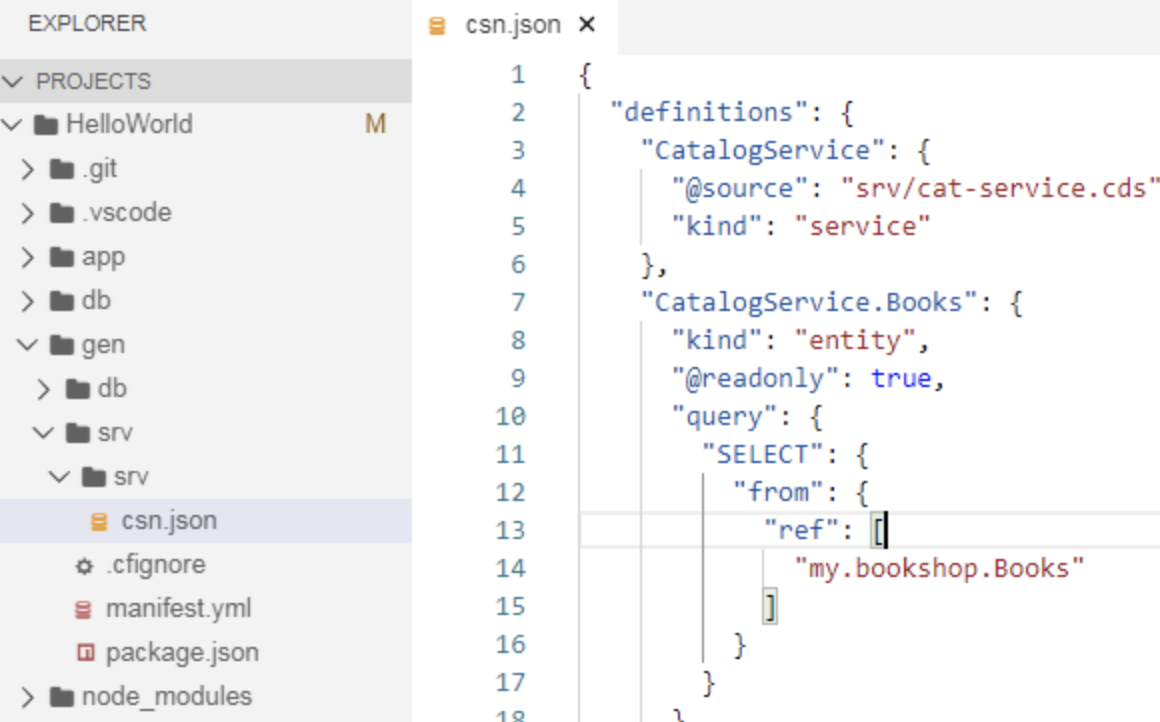 EXPLORER
PROJECTS
HelloWorld M
.git
.vscode
app
db
gen
db
srv
srv
csn.json
.cfignore
manifest.yml
package.json
node_modules
csn.json ×
1 {
2 "definitions": {
3 "CatalogService": {
4 "@source": "srv/cat-service.cds"
5 "kind": "service"
6 },
7 "CatalogService.Books": {
8 "kind": "entity",
9 "@readonly": true,
10 "query": {
11 "SELECT": {
12 "from": {
13 "ref": [
14 "my.bookshop.Books"
15 ]
16 }
17 }
18 }